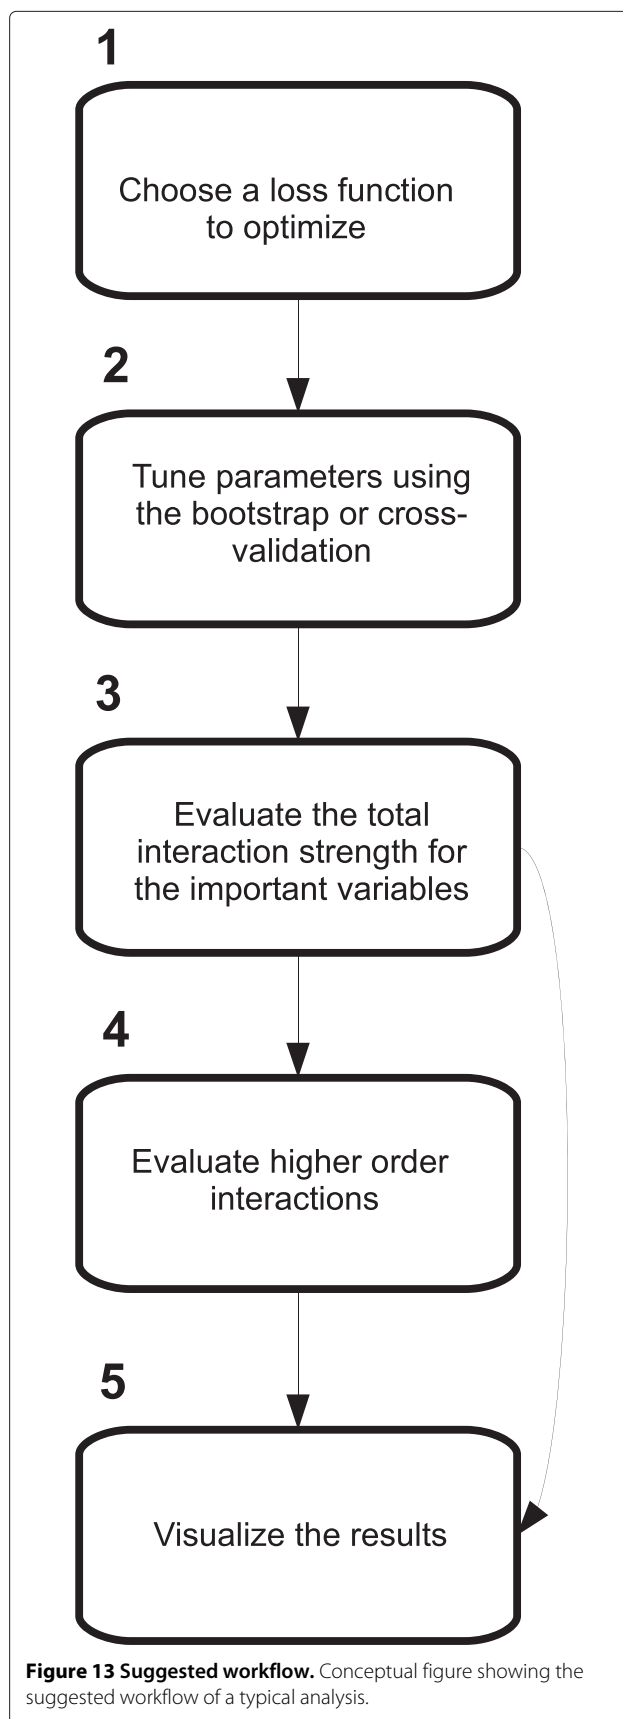 1
Choose a loss function
to optimize
2
Tune parameters using
the bootstrap or cross-
validation
3
Evaluate the total
interaction strength for
the important variables
4
Evaluate higher order
interactions
5
Visualize the results
Figure 13 Suggested workflow. Conceptual figure showing the
suggested workflow of a typical analysis.